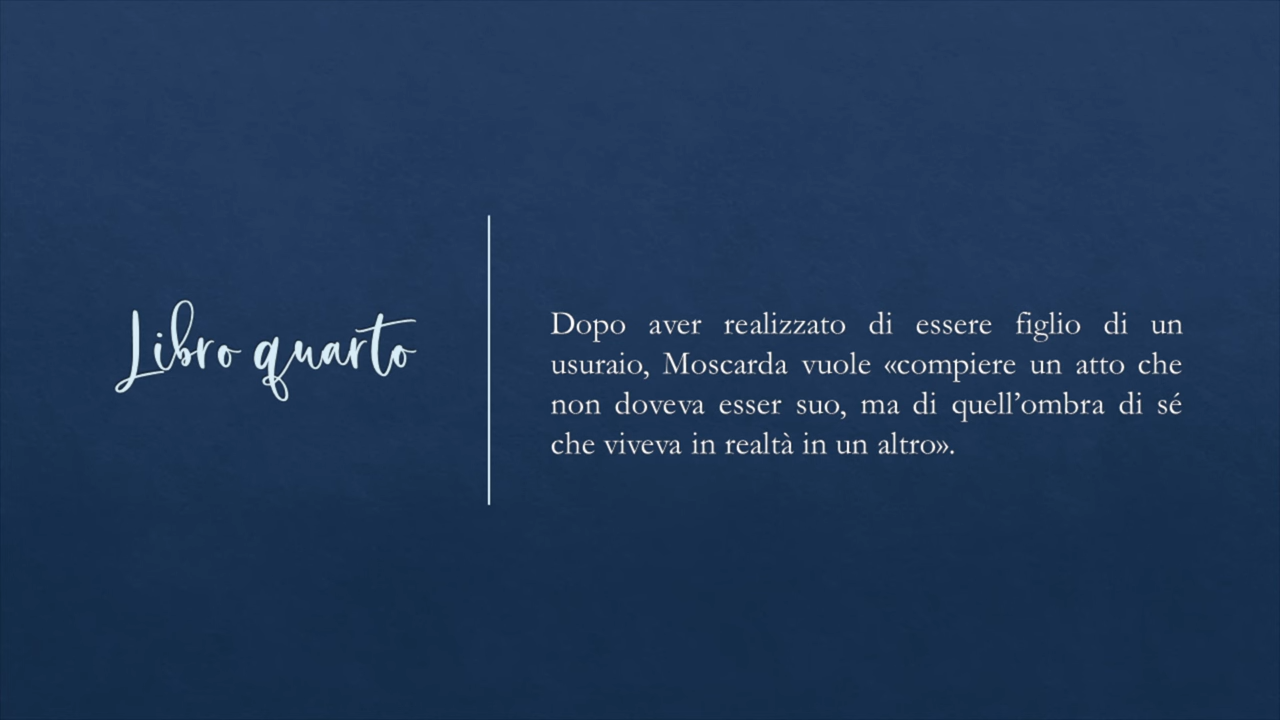 Libro quarto
Dopo aver realizzato di essere figlio di un
usuraio, Moscarda vuole «compiere un atto che
non doveva esser suo, ma di quell’ombra di sé
che viveva in realtà in un altro».